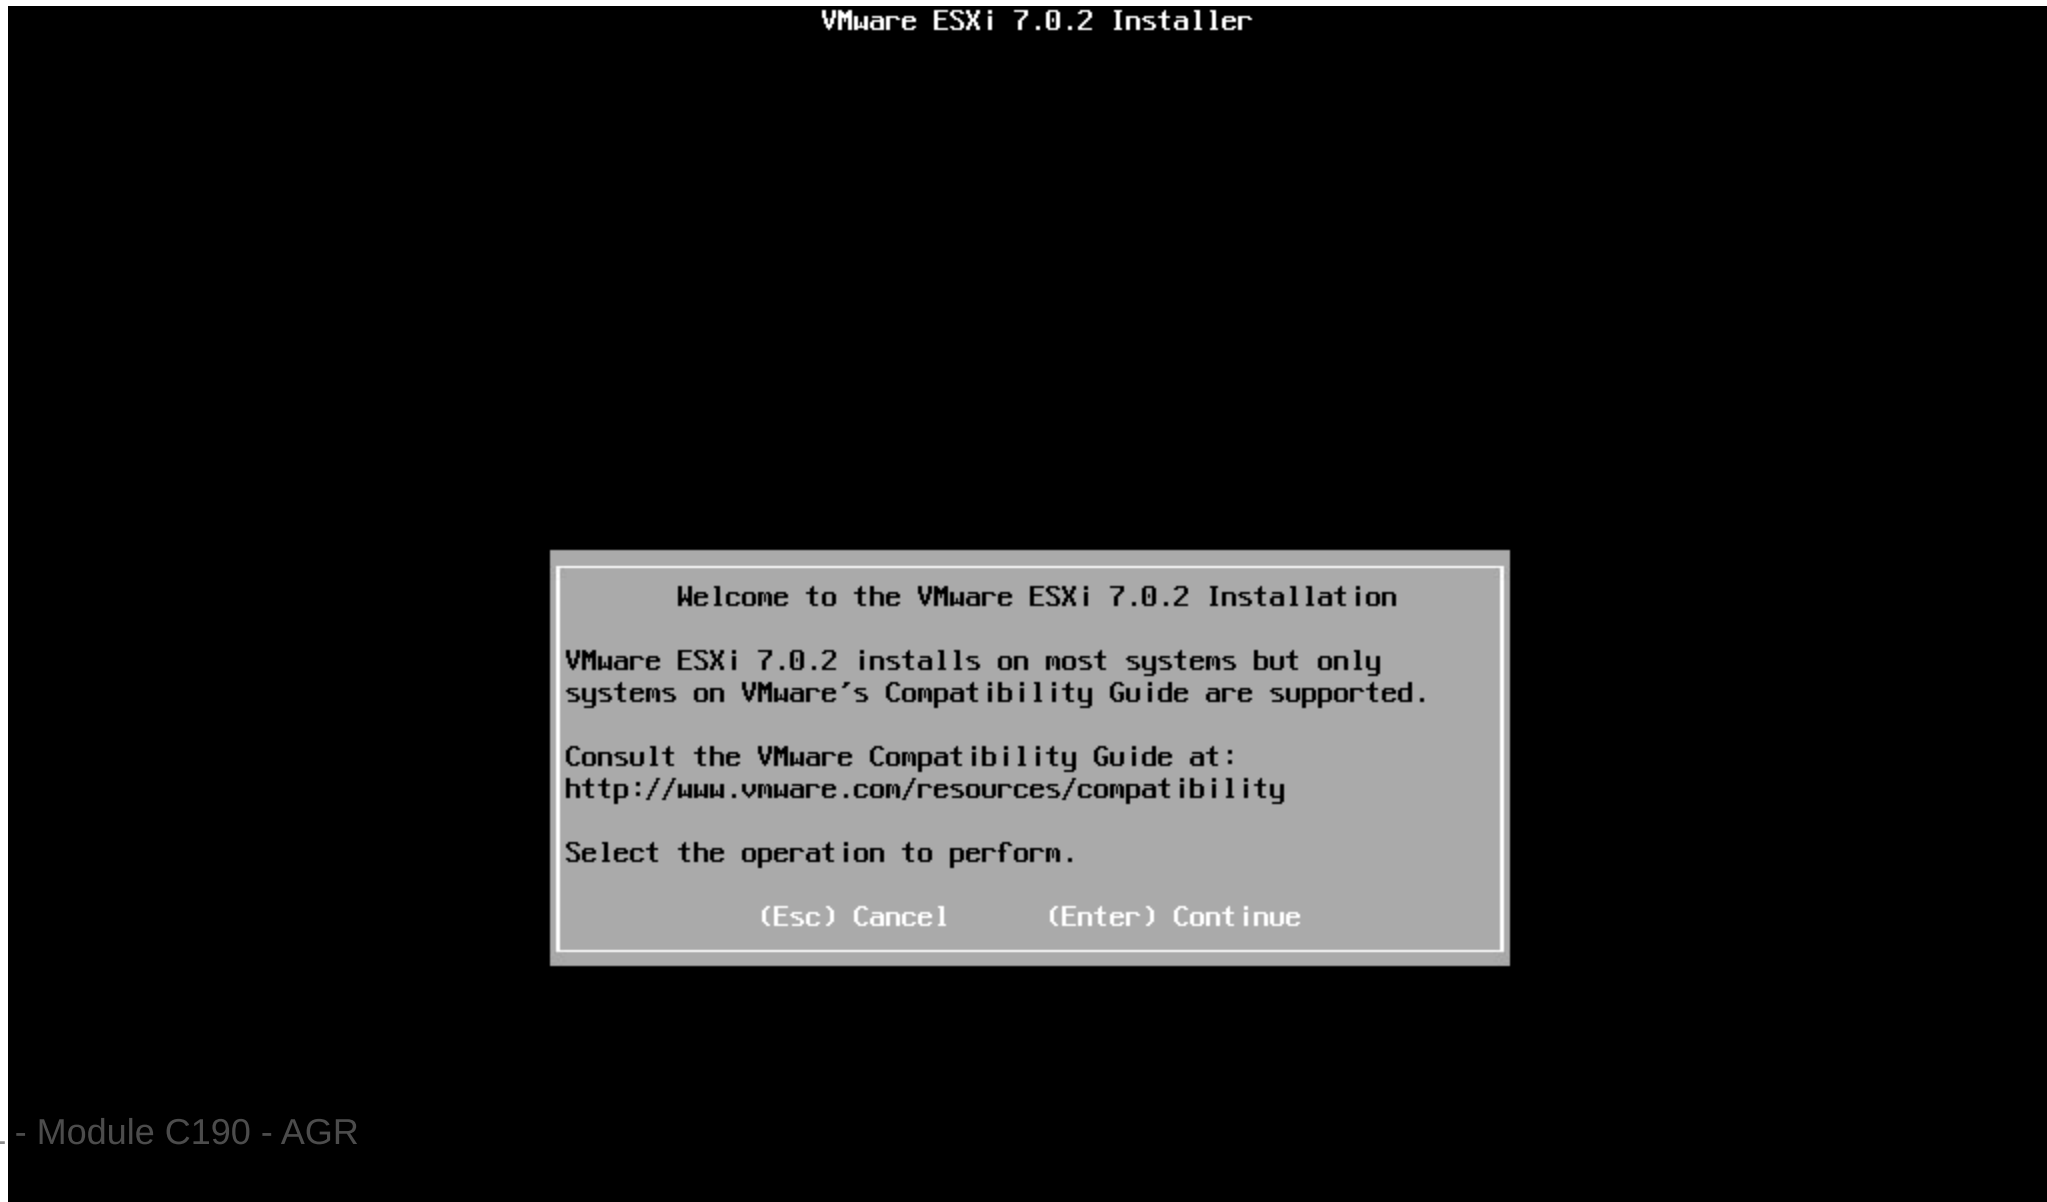 VMware ESXi 7.0.2 Installer
Welcome to the VMware ESXi 7.0.2 Installation
VMware ESXi 7.0.2 installs on most systems but only
systems on VMware's Compatibility Guide are supported.
Consult the VMware Compatibility Guide at:
http://www.vmware.com/resources/compatibility
Select the operation to perform.
(Esc) Cancel (Enter) Continue
- Module C190 - AGR